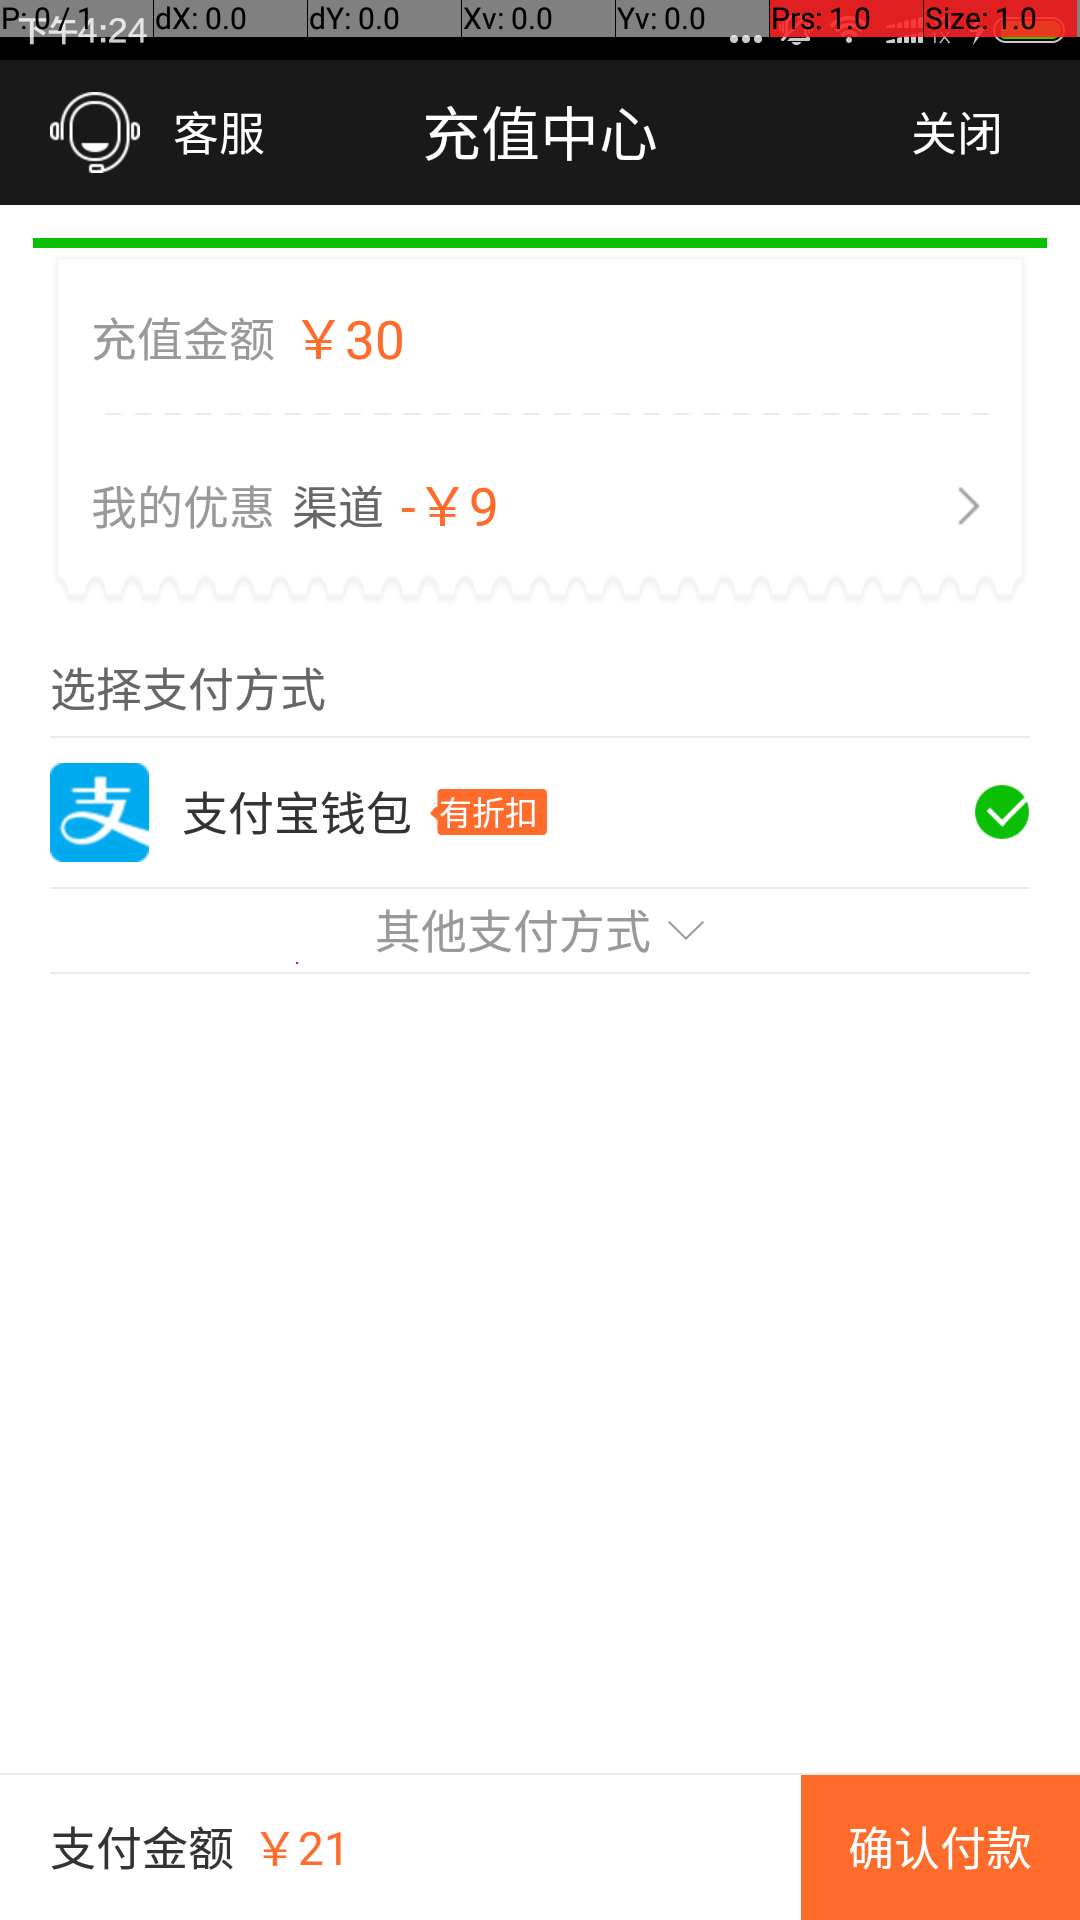 P: 0 / 1 dX: 0.0 dY: 0.0 Xv: 0.0 Yv: 0.0 Prs: 1.0 Size: 1.0
下午4:24
客服 充值中心 关闭
充值金额 ￥30
我的优惠 渠道 -￥9
选择支付方式
支 支付宝钱包 有折扣
其他支付方式
支付金额 ￥21 确认付款